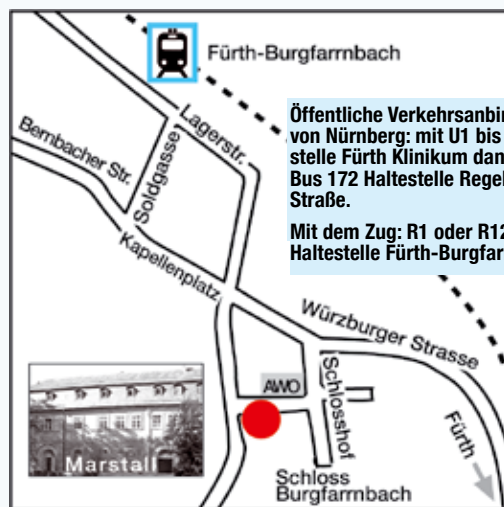 Fürth-Burgfarrnbach
Öffentliche Verkehrsanbin
von Nürnberg: mit U1 bis
stelle Fürth Klinikum dan
Bus 172 Haltestelle Regel
Straße.
Mit dem Zug: R1 oder R12
Haltestelle Fürth-Burgfar
Lagerstr.
Soldgasse
Bernbacher Str.
Kapellenplatz
Würzburger Strasse
AWO
Schlosshof
Marstall
Fürth
Schloss
Burgfarrnbach